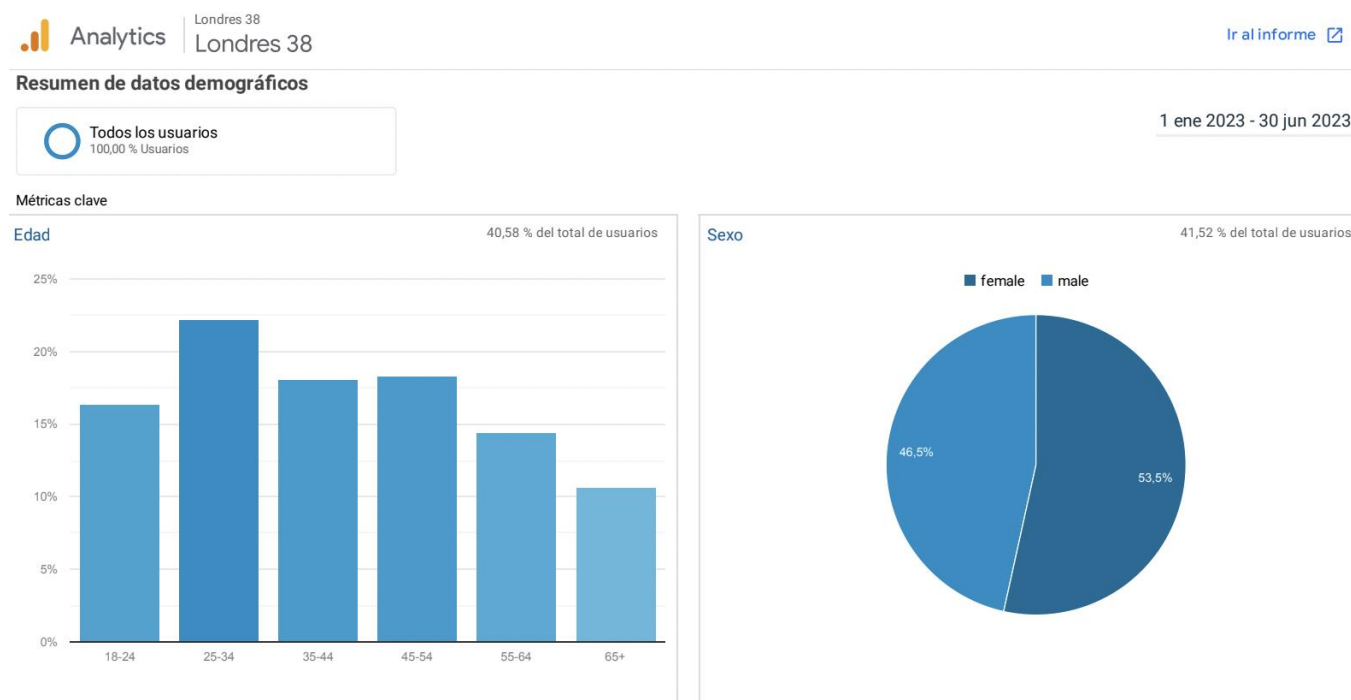 Analytics
Londres 38
Londres 38
Ir al informe
Resumen de datos demográficos
Todos los usuarios
100,00 % Usuarios
1 ene 2023 - 30 jun 2023
Métricas clave
Edad
40,58 % del total de usuarios
25%
20%
15%
10%
5%
0%
18-24
25-34
35-44
45-54
55-64
65+
Sexo
41,52 % del total de usuarios
female
male
46,5%
53,5%